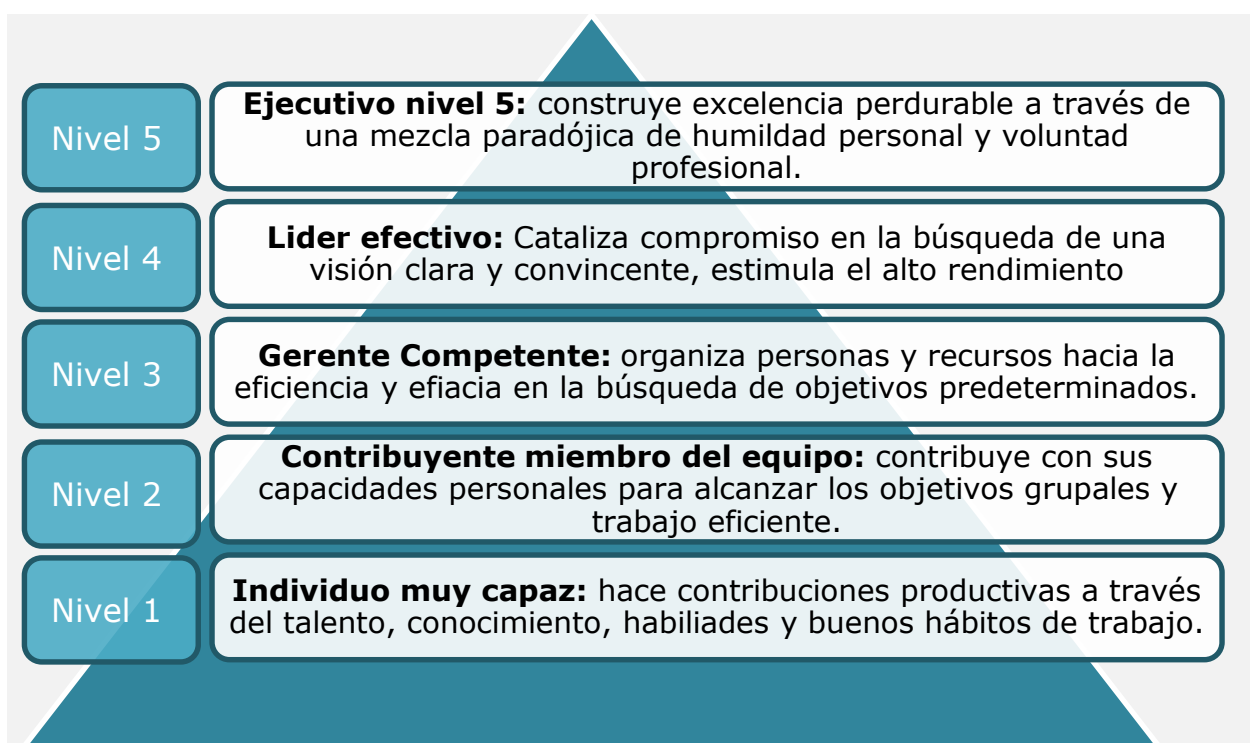 Nivel 5
Ejecutivo nivel 5: construye excelencia perdurable a través de
una mezcla paradójica de humildad personal y voluntad
profesional.
Nivel 4
Lider efectivo: Cataliza compromiso en la búsqueda de una
visión clara y convincente, estimula el alto rendimiento
Nivel 3
Gerente Competente: organiza personas y recursos hacia la
eficiencia y efiacia en la búsqueda de objetivos predeterminados.
Nivel 2
Contribuyente miembro del equipo: contribuye con sus
capacidades personales para alcanzar los objetivos grupales y
trabajo eficiente.
Nivel 1
Individuo muy capaz: hace contribuciones productivas a través
del talento, conocimiento, habiliades y buenos hábitos de trabajo.